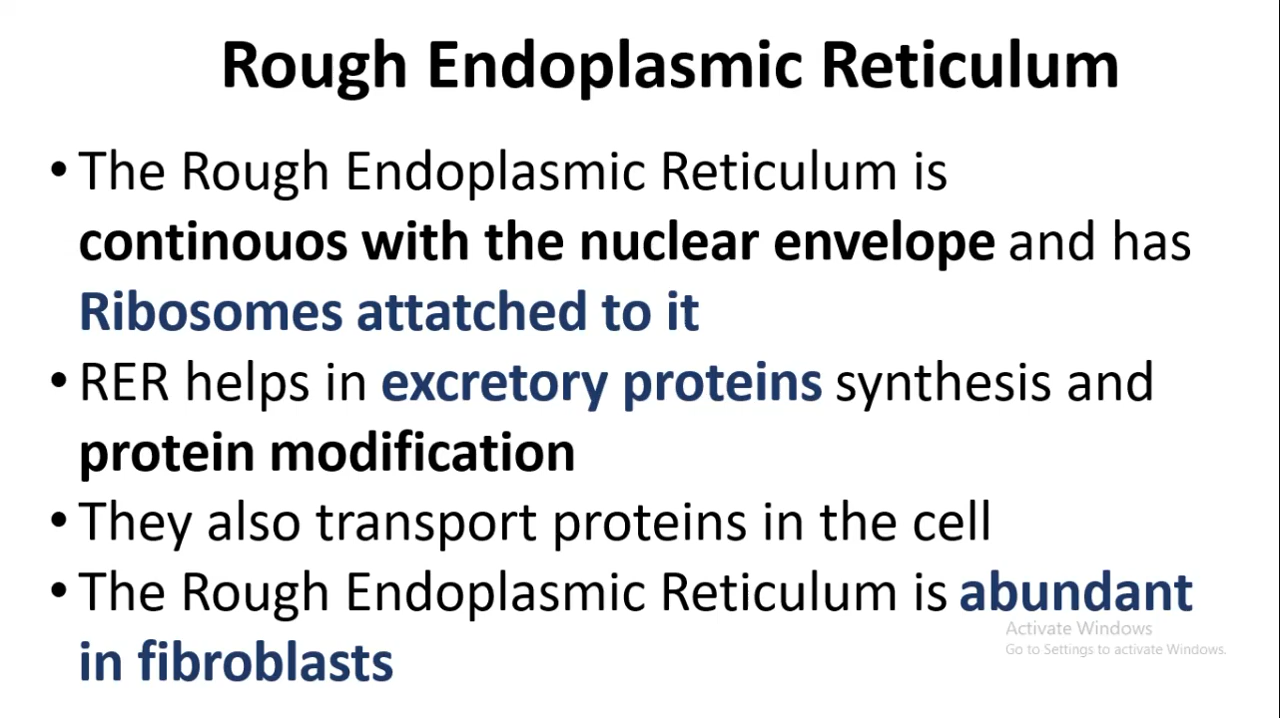 Rough Endoplasmic Reticulum
• The Rough Endoplasmic Reticulum is
continouos with the nuclear envelope and has
Ribosomes attatched to it
• RER helps in excretory proteins synthesis and
protein modification
• They also transport proteins in the cell
• The Rough Endoplasmic Reticulum is abundant
in fibroblasts
Activate Windows
Go to Settings to activate Windows.